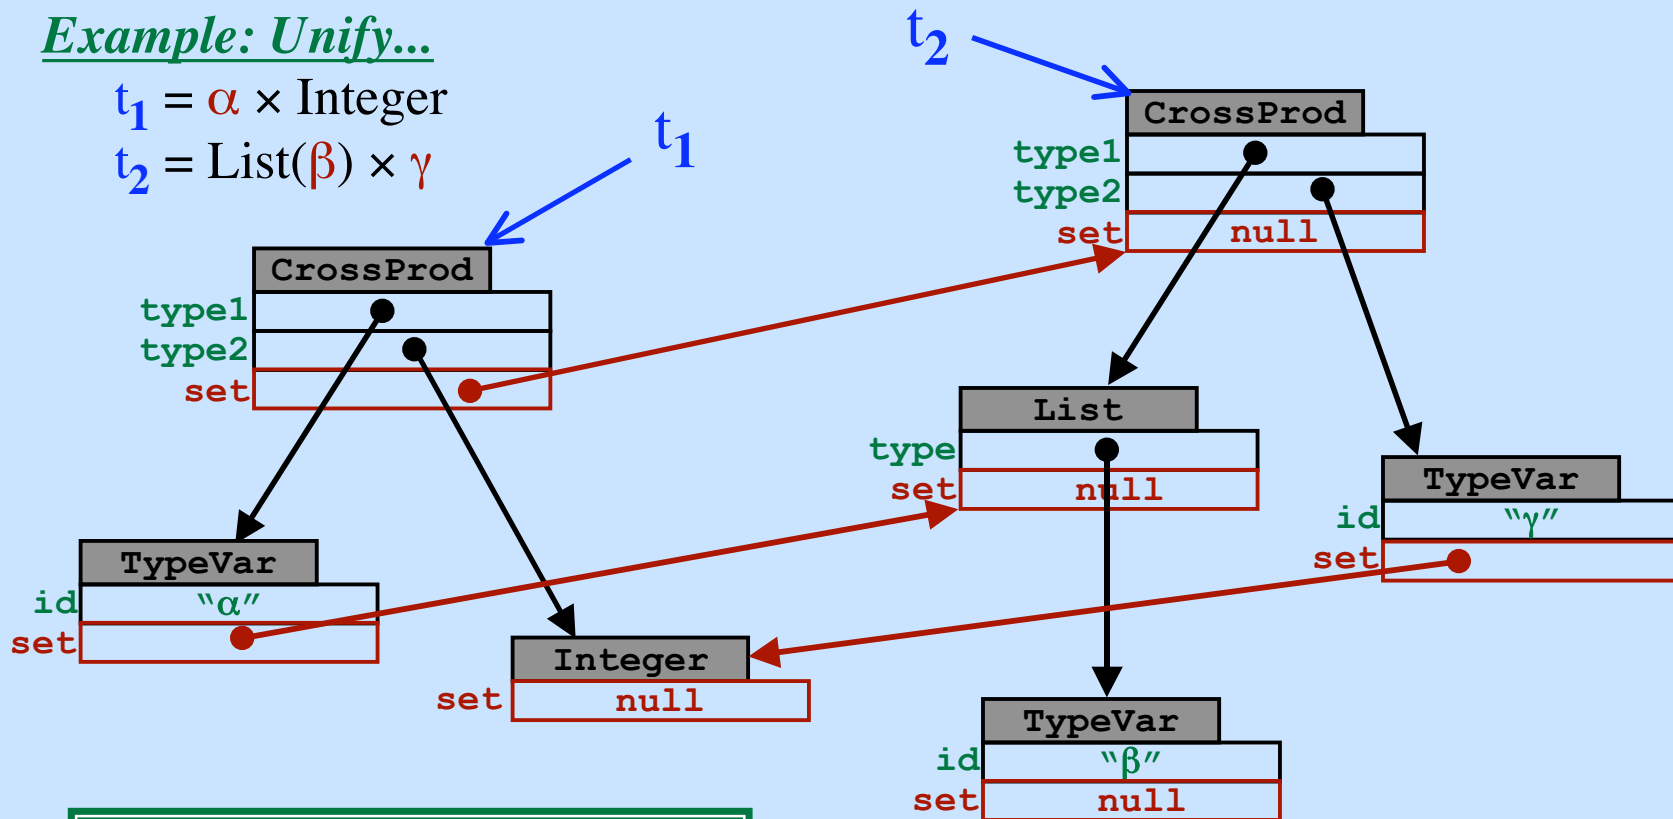 Example: Unify...
t1 = α × Integer
t2 = List(β) × γ
t1
t2
CrossProd
type1
type2
set
CrossProd
type1
type2
set null
List
type
set null
TypeVar
id "γ"
set
TypeVar
id "α"
set
Integer
set null
TypeVar
id "β"
set null